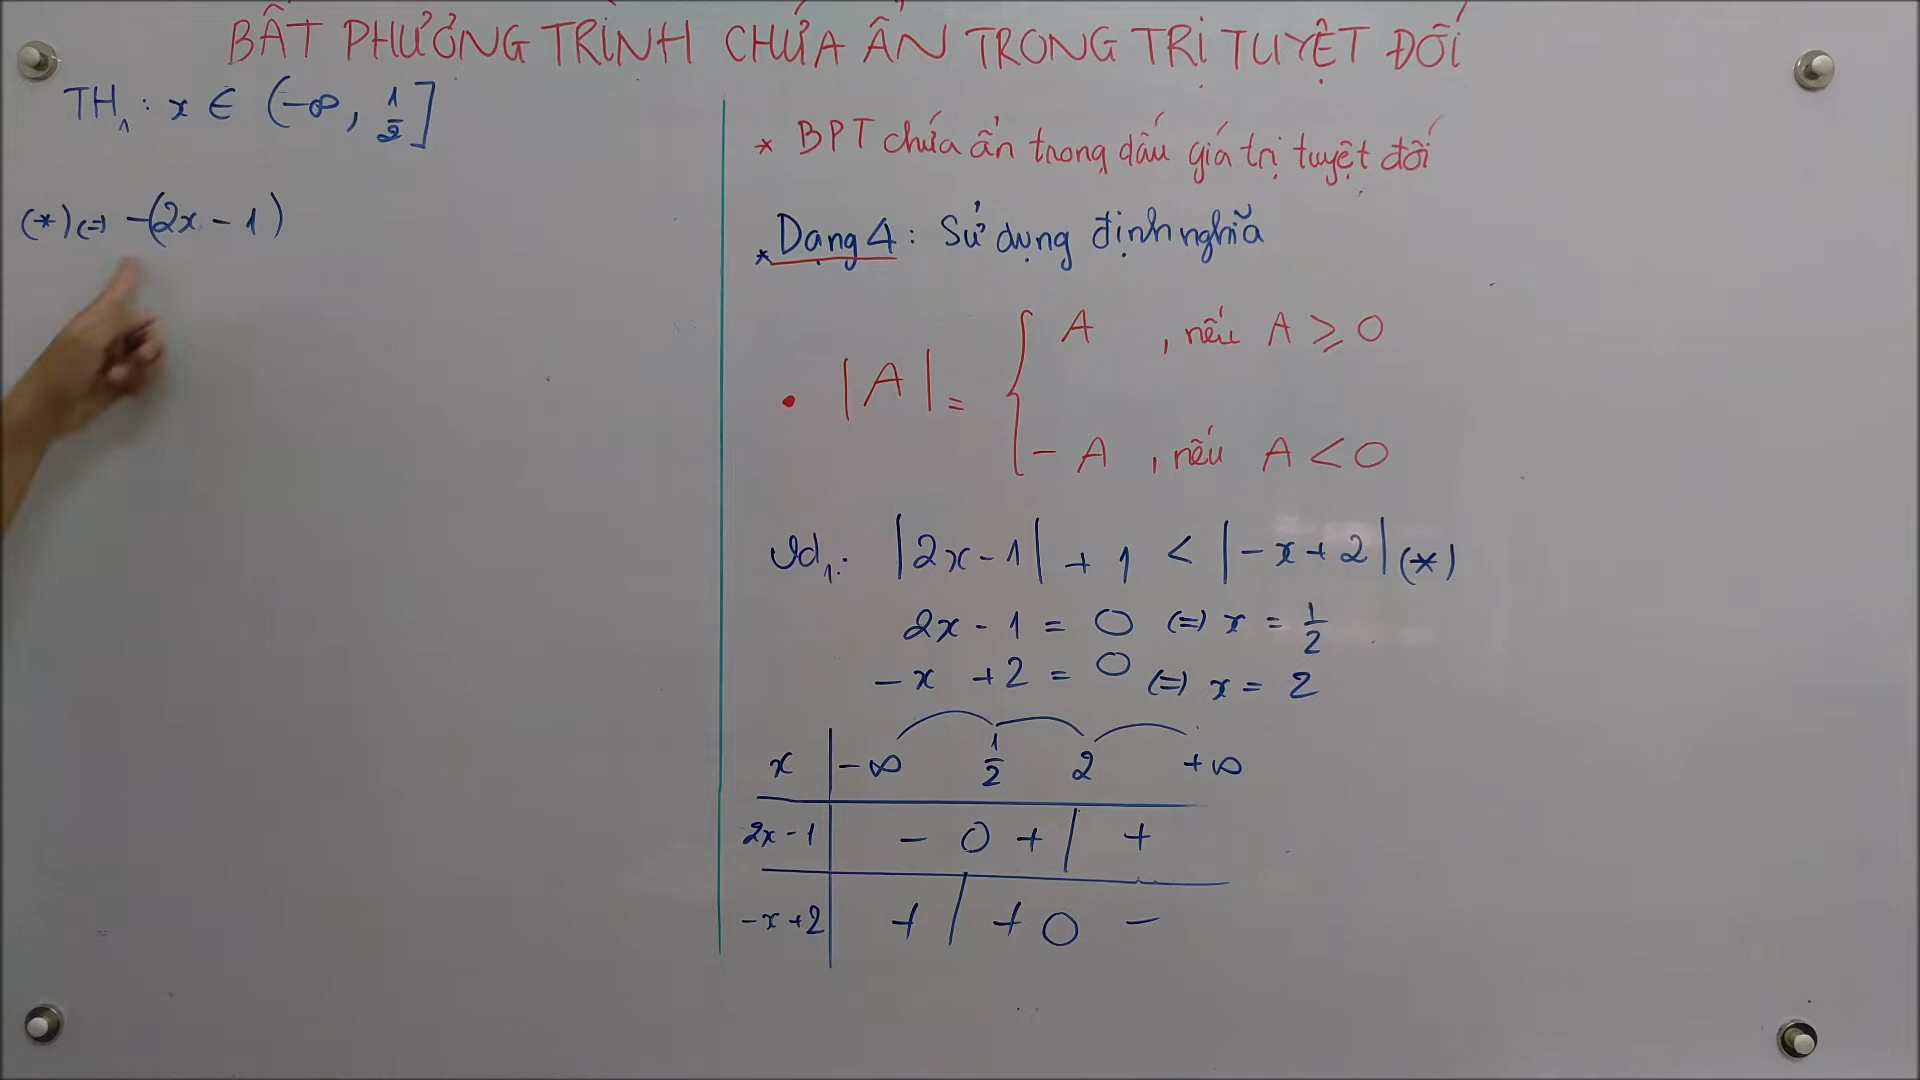 BẤT PHƯƠNG TRÌNH CHỨA ẨN TRONG TRỊ TUYỆT ĐỐI
TH₁: x ∈ (-∞, 1/2]
(*) ⇔ -(2x - 1)
* BPT chứa ẩn trong dấu giá trị tuyệt đối
* Dạng 4: Sử dụng định nghĩa
• |A| = { A , nếu A ⩾ 0
- A , nếu A < 0
Vd₁: |2x - 1| + 1 < |-x + 2| (*)
2x - 1 = 0 (=) x = 1/2
-x + 2 = 0 (=) x = 2
x | -∞ 1/2 2 +∞
2x - 1 | - 0 + | +
-x + 2 | + | + 0 -